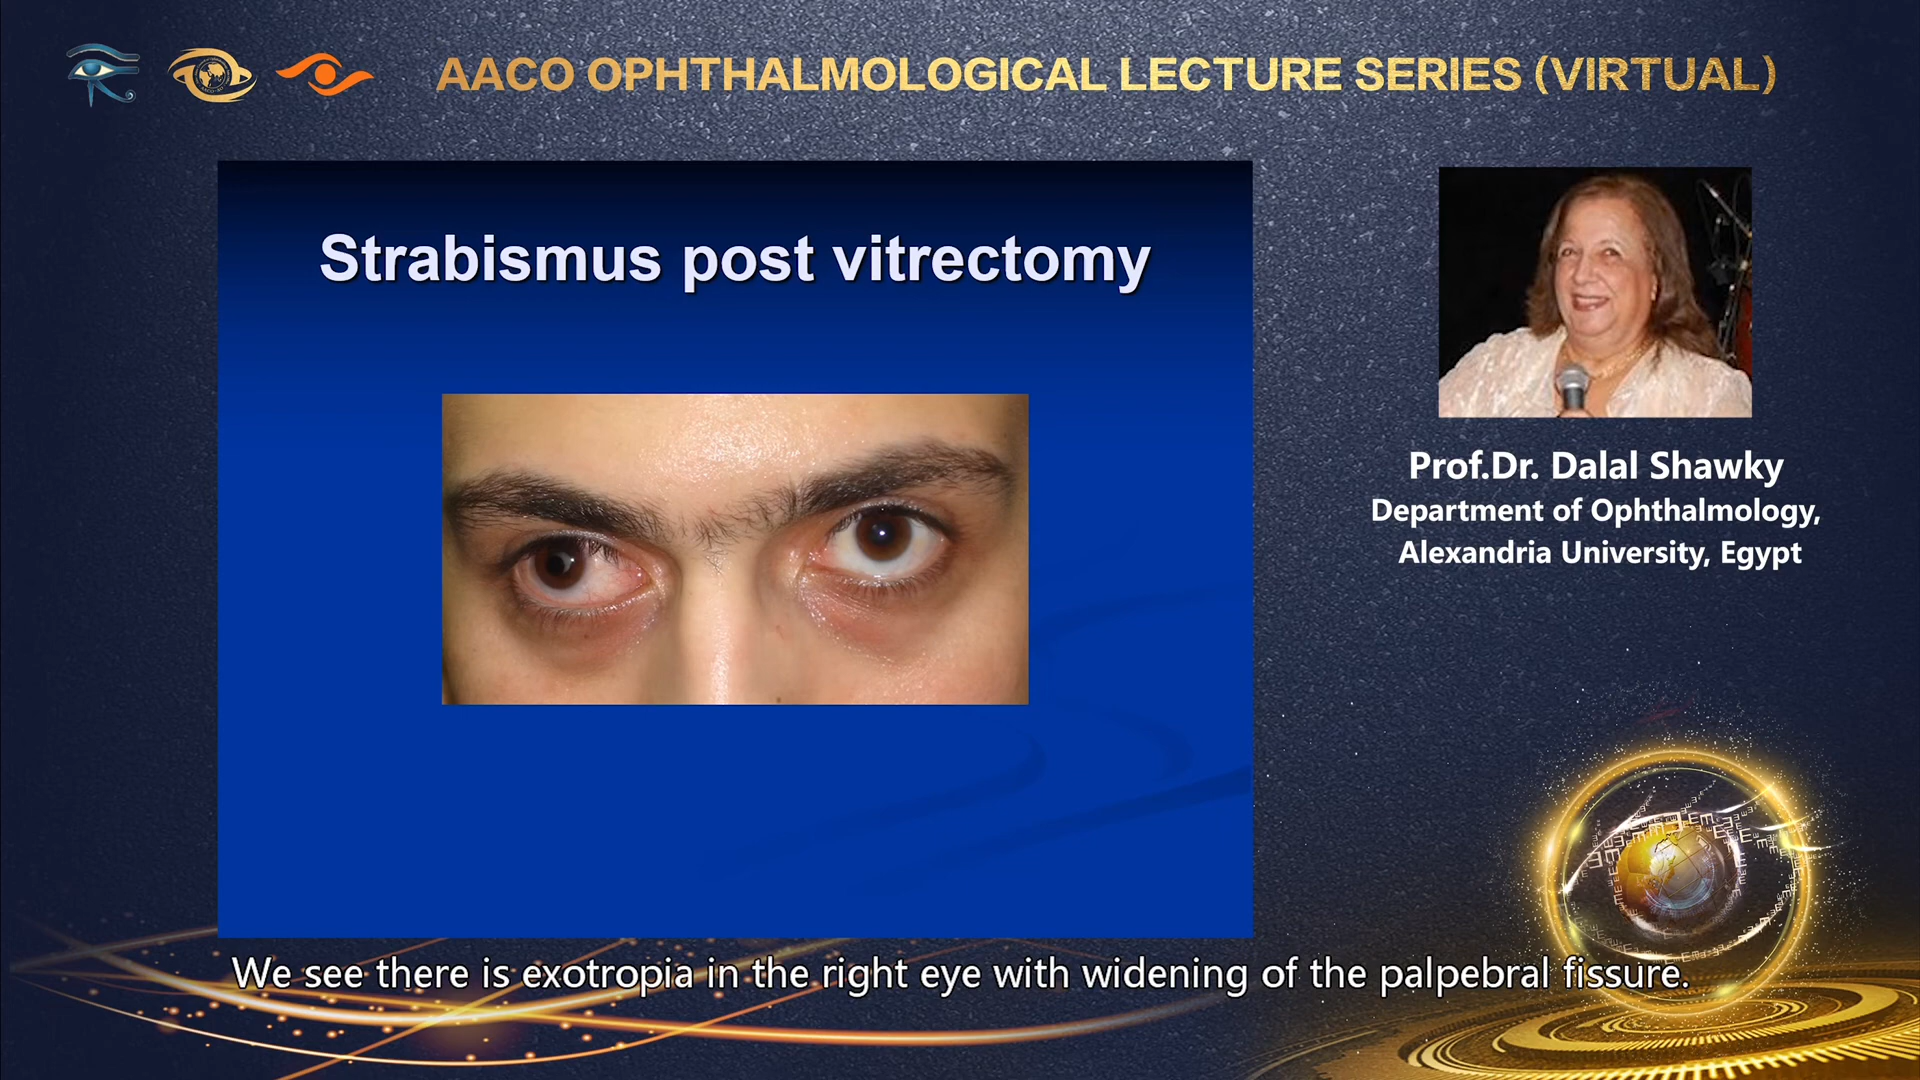 AACO OPHTHALMOLOGICAL LECTURE SERIES (VIRTUAL)
Strabismus post vitrectomy
Prof.Dr. Dalal Shawky
Department of Ophthalmology,
Alexandria University, Egypt
We see there is exotropia in the right eye with widening of the palpebral fissure.